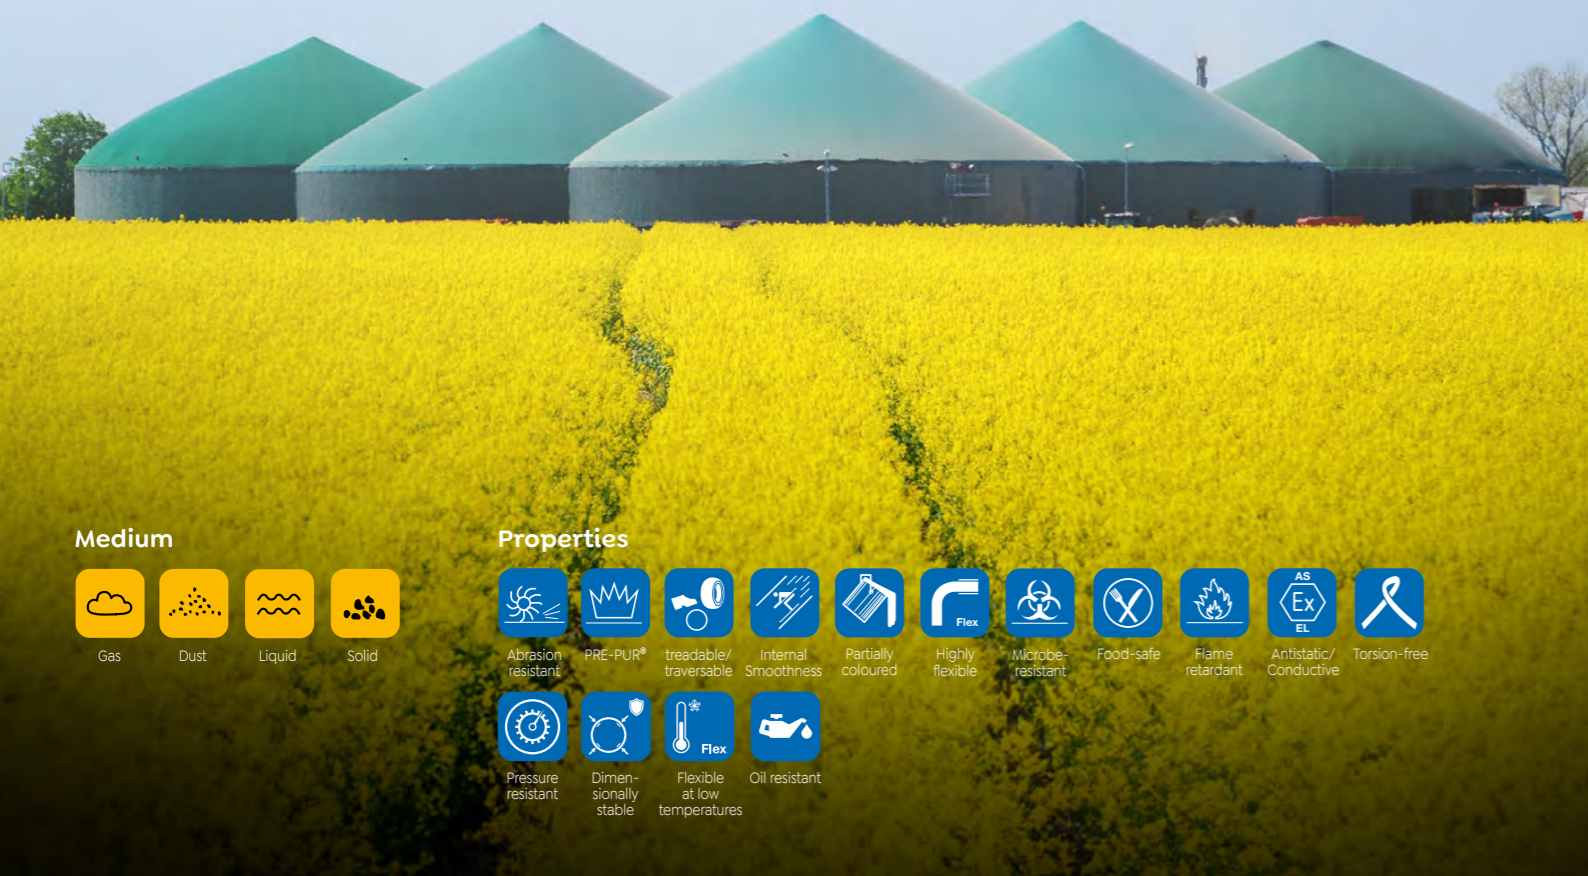 Medium
Gas
Dust
Liquid
Solid
Properties
Abrasion
resistant
PRE-PUR®
treadable/
traversable
Internal
Smoothness
Partially
coloured
Flex
Highly
flexible
Microbe-
resistant
Food-safe
Flame
retardant
AS
Ex
EL
Antistatic/
Conductive
Torsion-free
Pressure
resistant
Dimen-
sionally
stable
Flex
Flexible
at low
temperatures
Oil resistant